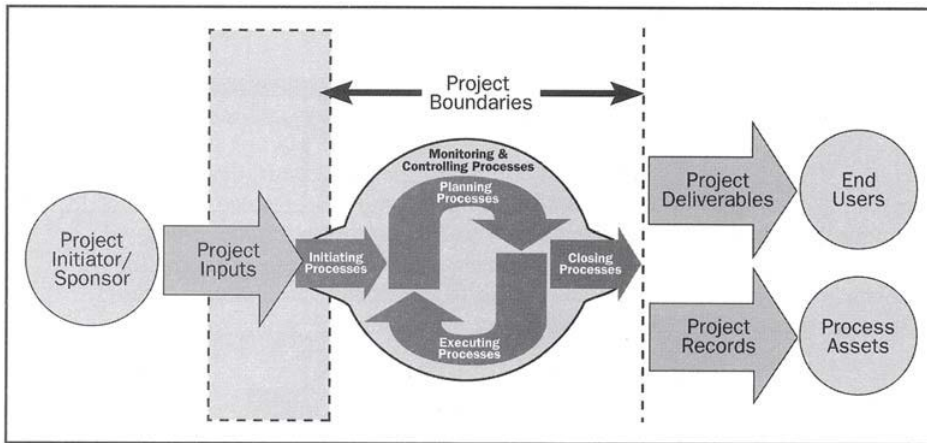 Project
Boundaries
Monitoring &
Controlling Processes
Planning
Processes
Project
Initiator/
Sponsor
Project
Inputs
Initiating
Processes
Closing
Processes
Executing
Processes
Project
Deliverables
End
Users
Project
Records
Process
Assets